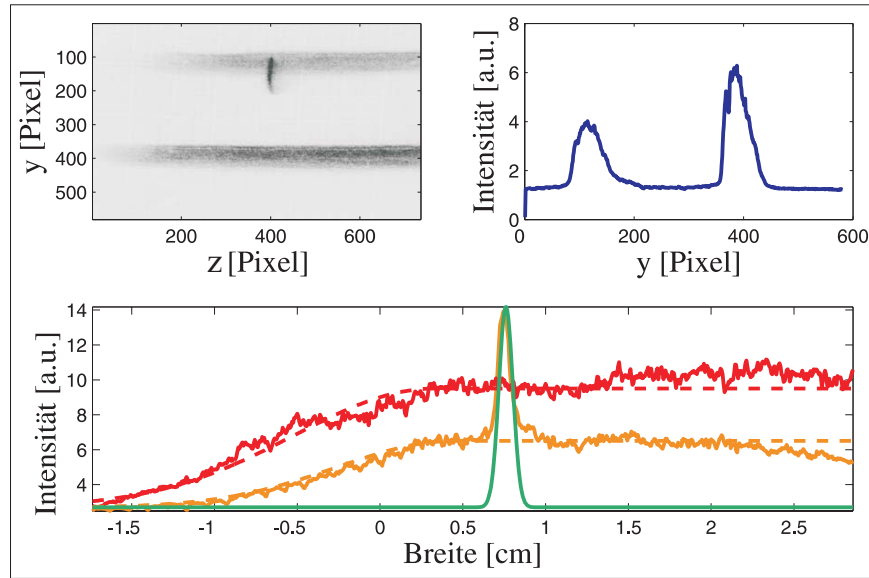 100
200
300
400
500
y [Pixel]
200 400 600
z [Pixel]
8
6
4
2
0
Intensität [a.u.]
0 200 400 600
y [Pixel]
14
12
10
8
6
4
Intensität [a.u.]
-1.5 -1 -0.5 0 0.5 1 1.5 2 2.5
Breite [cm]